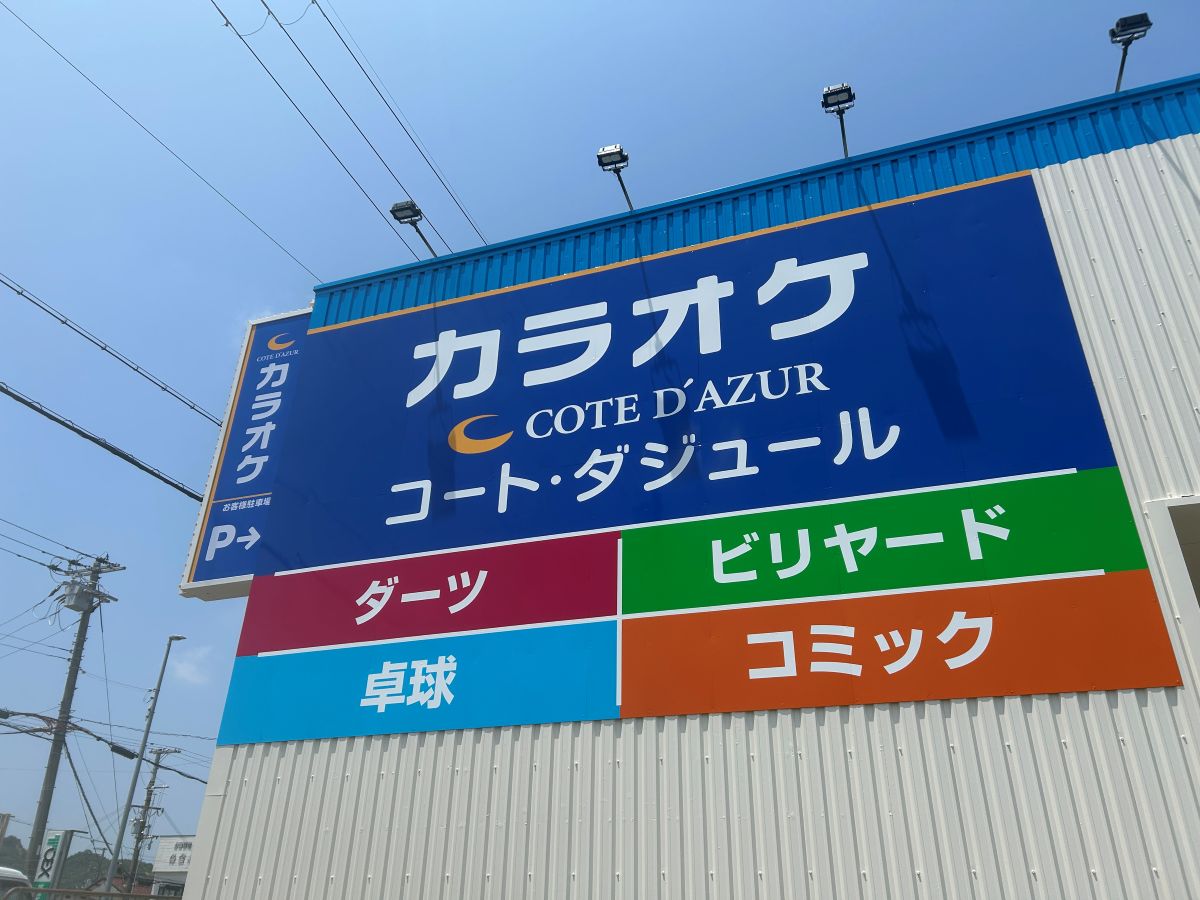 カラオケ
COTE D'AZUR
コート・ダジュール
ダーツ
ビリヤード
卓球
コミック
COTE D'AZUR
カラオケ
お客様駐車場
P→